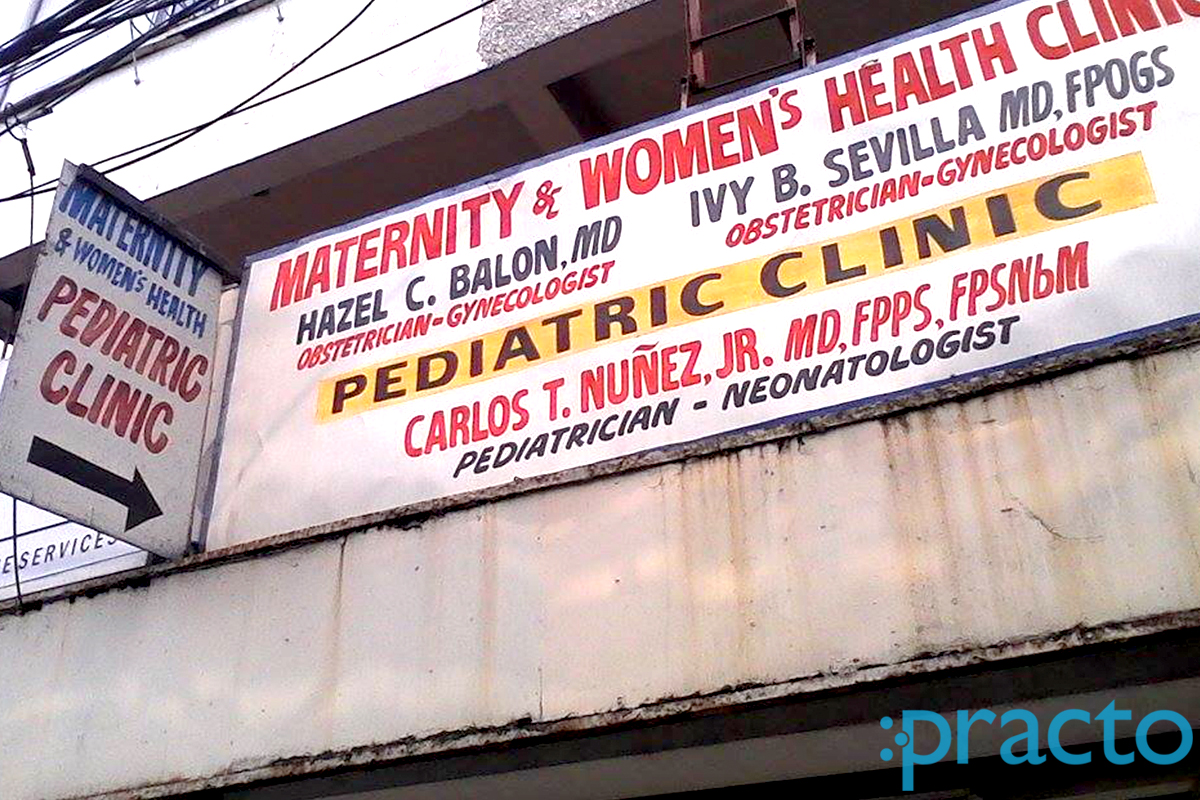 MATERNITY & WOMEN'S HEALTH CLINIC
HAZEL C. BALON, MD
OBSTETRICIAN-GYNECOLOGIST
IVY B. SEVILLA MD, FPOGS
OBSTETRICIAN-GYNECOLOGIST
PEDIATRIC CLINIC
CARLOS T. NUÑEZ, JR. MD, FPPS, FPSNbM
PEDIATRICIAN - NEONATOLOGIST
MATERNITY
& WOMEN'S HEALTH
PEDIATRIC
CLINIC
SERVICES
practo